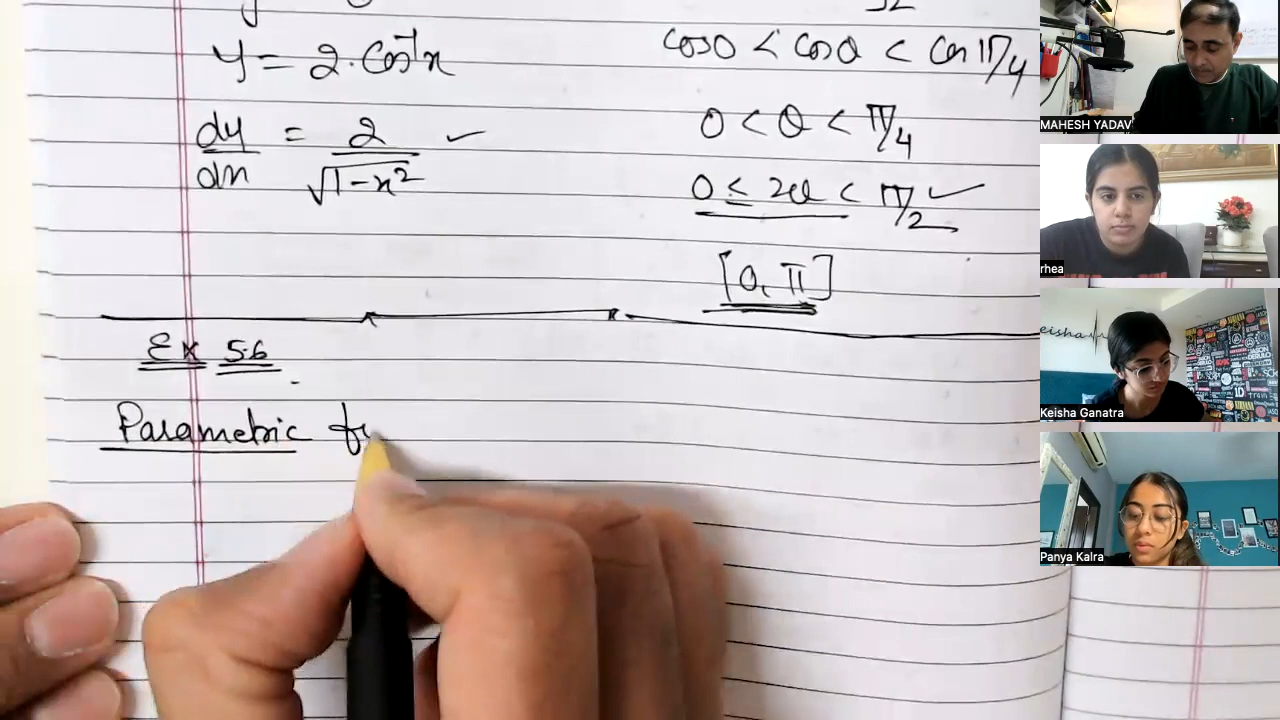 y = 2·Cos⁻¹x
dy/dx = 2/√1-x² ✓
cos0 < cosθ < cos π/4
0 < θ < π/4
0 ≤ 2θ < π/2 ✓
[0, π]
Ex 5.6
Parametric
MAHESH YADAV
rhea
keisha
Keisha Ganatra
Panya Kalra